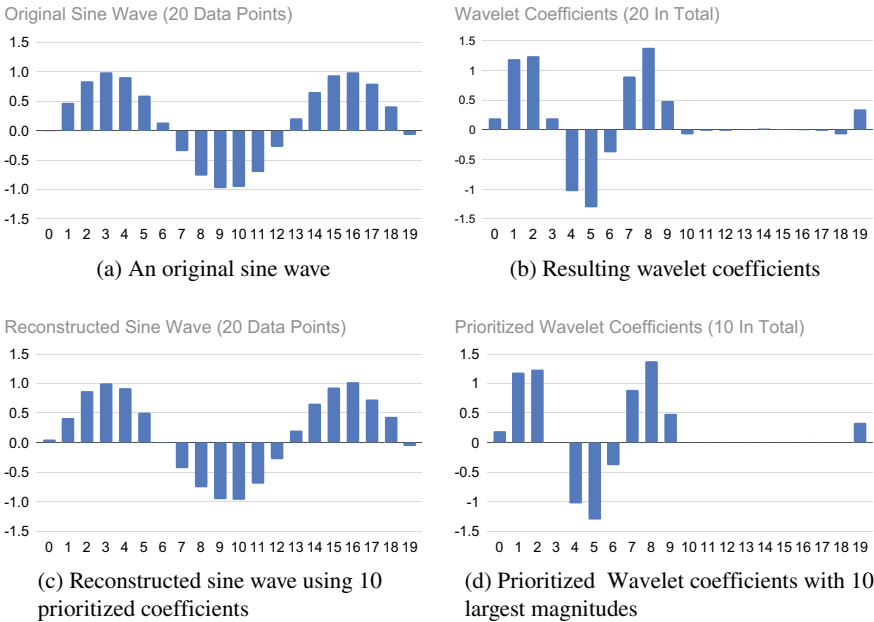 Original Sine Wave (20 Data Points)
1.5
1.0
0.5
0.0
-0.5
-1.0
-1.5
0 1 2 3 4 5 6 7 8 9 10 11 12 13 14 15 16 17 18 19
(a) An original sine wave
Wavelet Coefficients (20 In Total)
1.5
1
0.5
0
-0.5
-1
-1.5
0 1 2 3 4 5 6 7 8 9 10 11 12 13 14 15 16 17 18 19
(b) Resulting wavelet coefficients
Reconstructed Sine Wave (20 Data Points)
1.5
1.0
0.5
0.0
-0.5
-1.0
-1.5
0 1 2 3 4 5 6 7 8 9 10 11 12 13 14 15 16 17 18 19
(c) Reconstructed sine wave using 10
prioritized coefficients
Prioritized Wavelet Coefficients (10 In Total)
1.5
1
0.5
0
-0.5
-1
-1.5
0 1 2 3 4 5 6 7 8 9 10 11 12 13 14 15 16 17 18 19
(d) Prioritized Wavelet coefficients with 10
largest magnitudes